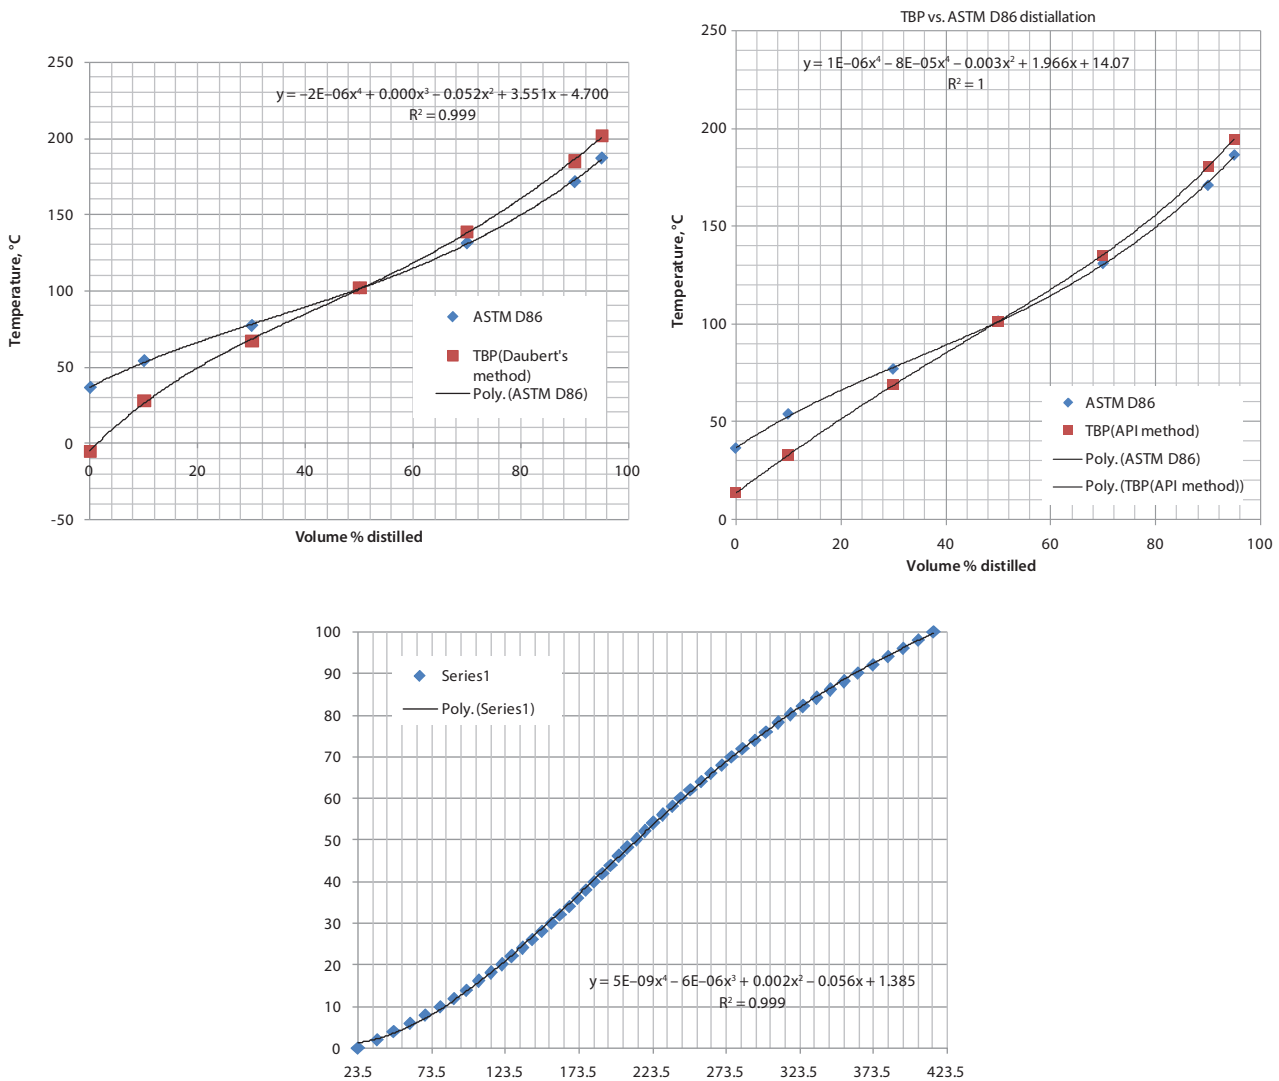 250
200
150
100
50
0
-50
Temperature, °C
y = –2E–06x⁴ + 0.000x³ – 0.052x² + 3.551x – 4.700
R² = 0.999
ASTM D86
TBP(Daubert's
method)
Poly. (ASTM D86)
0 20 40 60 80 100
Volume % distilled
TBP vs. ASTM D86 distiallation
250
200
150
100
50
0
Temperature, °C
y = 1E–06x⁴ – 8E–05x⁴ – 0.003x² + 1.966x + 14.07
R² = 1
ASTM D86
TBP(API method)
Poly. (ASTM D86)
Poly. (TBP(API method))
0 20 40 60 80 100
Volume % distilled
100
90
80
70
60
50
40
30
20
10
0
Series1
Poly. (Series1)
y = 5E–09x⁴ – 6E–06x³ + 0.002x² – 0.056x + 1.385
R² = 0.999
23.5 73.5 123.5 173.5 223.5 273.5 323.5 373.5 423.5